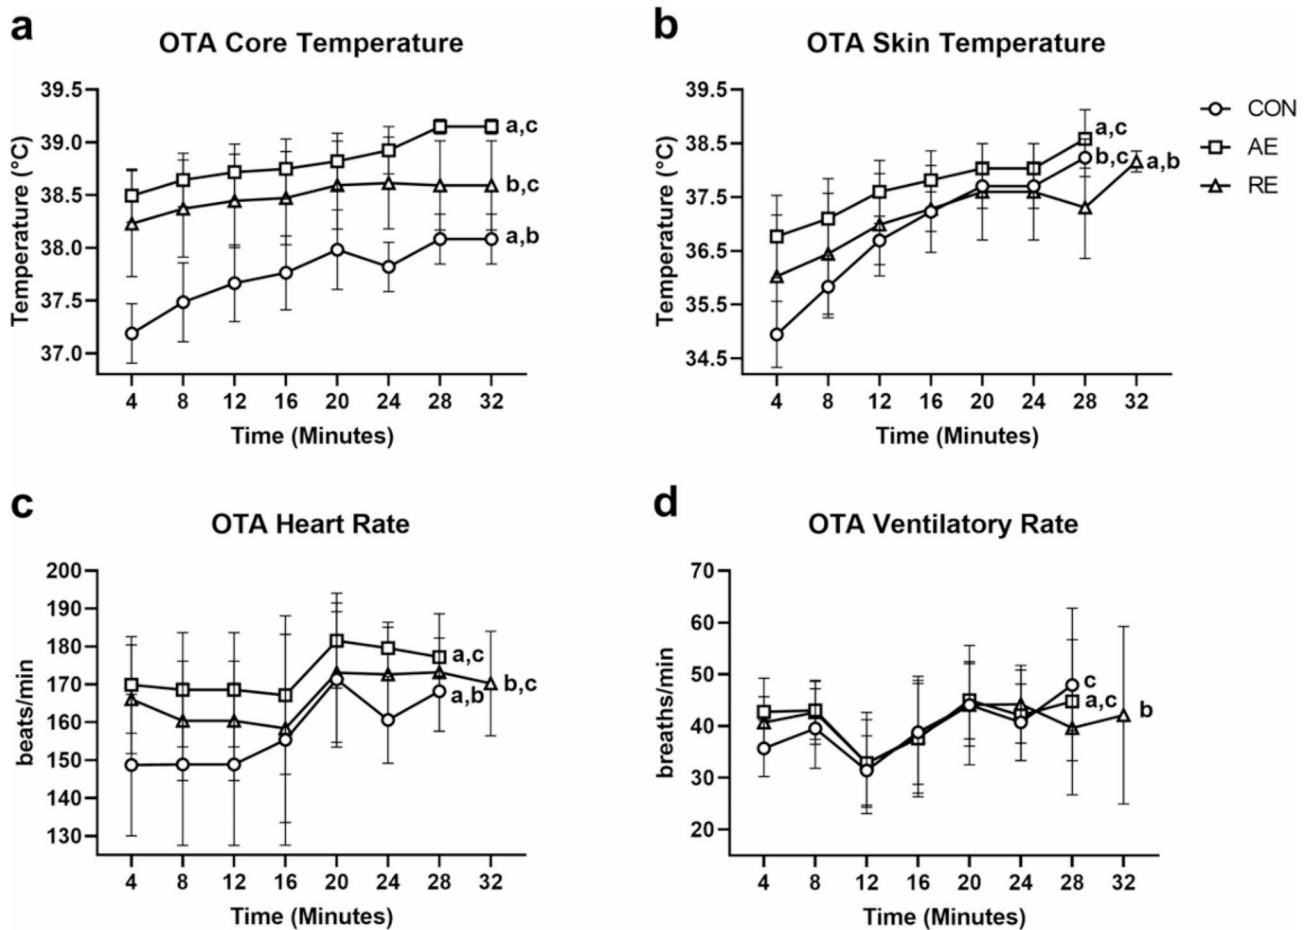 a
OTA Core Temperature
39.5
39.0
38.5
38.0
37.5
37.0
Temperature (°C)
a,c
b,c
a,b
4 8 12 16 20 24 28 32
Time (Minutes)
b
OTA Skin Temperature
39.5
38.5
37.5
36.5
35.5
34.5
Temperature (°C)
a,c
b,c
a,b
4 8 12 16 20 24 28 32
Time (Minutes)
CON
AE
RE
c
OTA Heart Rate
200
190
180
170
160
150
140
130
beats/min
a,c
b,c
a,b
4 8 12 16 20 24 28 32
Time (Minutes)
d
OTA Ventilatory Rate
70
60
50
40
30
20
breaths/min
c
a,c
b
4 8 12 16 20 24 28 32
Time (Minutes)